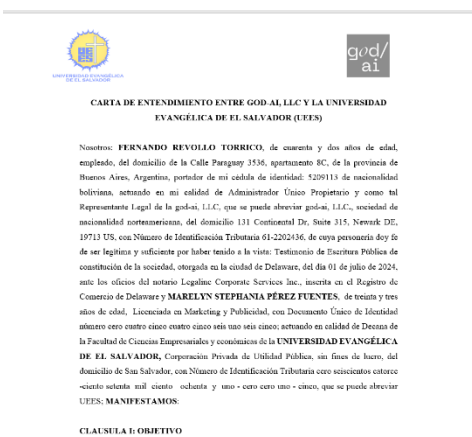 UEES
UNIVERSIDAD EVANGÉLICA
DE EL SALVADOR
god/
ai
CARTA DE ENTENDIMIENTO ENTRE GOD-AI, LLC Y LA UNIVERSIDAD
EVANGÉLICA DE EL SALVADOR (UEES)
Nosotros: FERNANDO REVOLLO TORRICO, de cuarenta y dos años de edad,
empleado, del domicilio de la Calle Paraguay 3536, apartamento 8C, de la provincia de
Buenos Aires, Argentina, portador de mi cédula de identidad: 5209113 de nacionalidad
boliviana, actuando en mi calidad de Administrador Único Propietario y como tal
Representante Legal de la god-ai, LLC, que se puede abreviar god-ai, LLC., sociedad de
nacionalidad norteamericana, del domicilio 131 Continental Dr, Suite 315, Newark DE,
19713 US, con Número de Identificación Tributaria 61-2202436, de cuya personería doy fe
de ser legítima y suficiente por haber tenido a la vista: Testimonio de Escritura Pública de
constitución de la sociedad, otorgada en la ciudad de Delaware, del día 01 de julio de 2024,
ante los oficios del notario Legalinc Corporate Services Inc., inscrita en el Registro de
Comercio de Delaware y MARELYN STEPHANIA PÉREZ FUENTES, de treinta y tres
años de edad, Licenciada en Marketing y Publicidad, con Documento Único de Identidad
número cero cuatro cinco cuatro cinco seis uno seis cinco; actuando en calidad de Decana de
la Facultad de Ciencias Empresariales y económicas de la UNIVERSIDAD EVANGÉLICA
DE EL SALVADOR, Corporación Privada de Utilidad Pública, sin fines de lucro, del
domicilio de San Salvador, con Número de Identificación Tributaria cero seiscientos catorce
-ciento setenta mil ciento ochenta y uno - cero cero uno - cinco, que se puede abreviar
UEES; MANIFESTAMOS:
CLAUSULA I: OBJETIVO